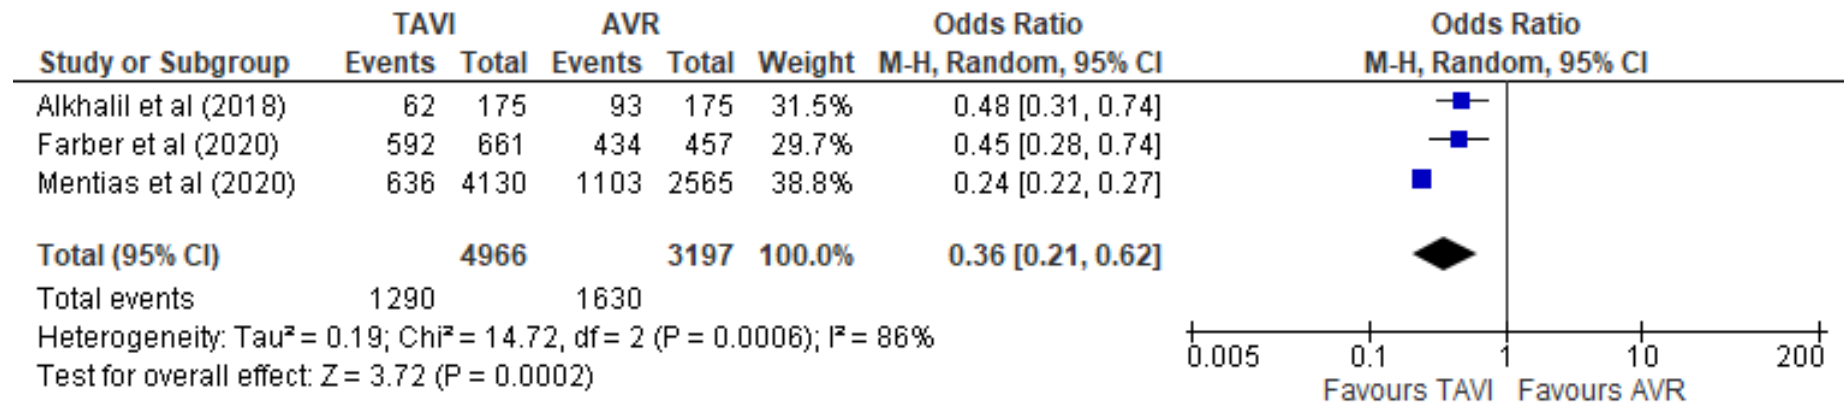 TAVI AVR Odds Ratio Odds Ratio
Study or Subgroup Events Total Events Total Weight M-H, Random, 95% CI M-H, Random, 95% CI
Alkhalil et al (2018) 62 175 93 175 31.5% 0.48 [0.31, 0.74]
Farber et al (2020) 592 661 434 457 29.7% 0.45 [0.28, 0.74]
Mentias et al (2020) 636 4130 1103 2565 38.8% 0.24 [0.22, 0.27]
Total (95% CI) 4966 3197 100.0% 0.36 [0.21, 0.62]
Total events 1290 1630
Heterogeneity: Tau² = 0.19; Chi² = 14.72, df = 2 (P = 0.0006); I² = 86%
Test for overall effect: Z = 3.72 (P = 0.0002)
0.005 0.1 1 10 200
Favours TAVI Favours AVR